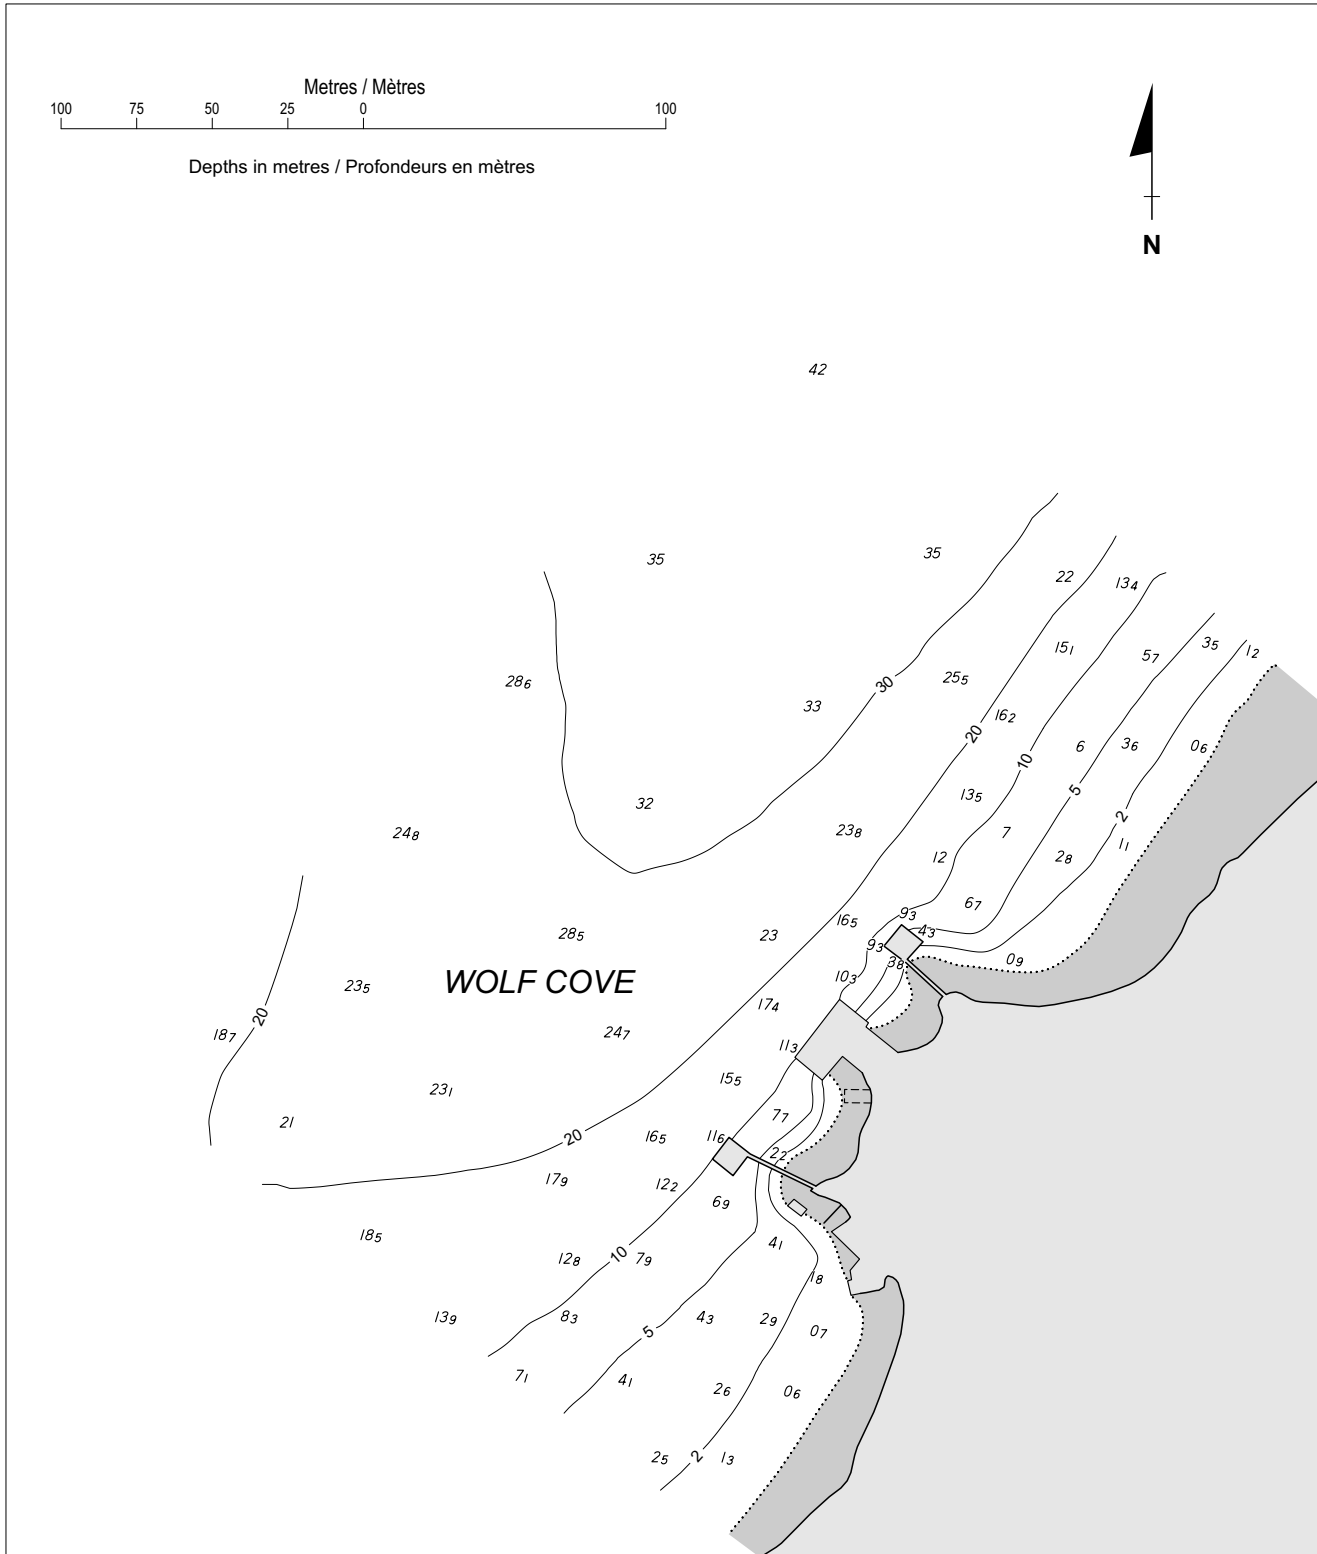 Metres / Mètres
100 75 50 25 0 100
Depths in metres / Profondeurs en mètres
N
42
35 35
22 13₄
15₁ 5₇ 3₅ 1₂
28₆ 25₅ 30
33 16₂
20 10 6 3₆ 0₆
32 13₅ 5 2
24₈ 23₈ 7 1₁
12 2₈
6₇
28₅ 23 16₅ 9₃ 4₃
9₃ 3₈ 0₉
WOLF COVE
23₅ 10₃
20 17₄
18₇ 24₇ 11₃
23₁ 15₅
21 7₇
20 16₅ 11₆ 2₂
17₉ 12₂ 6₉
18₅ 4₁
12₈ 10 7₉ 1₈
13₉ 8₃ 5 4₃ 2₉ 0₇
7₁ 4₁ 2₆ 0₆
2₅ 2 1₃